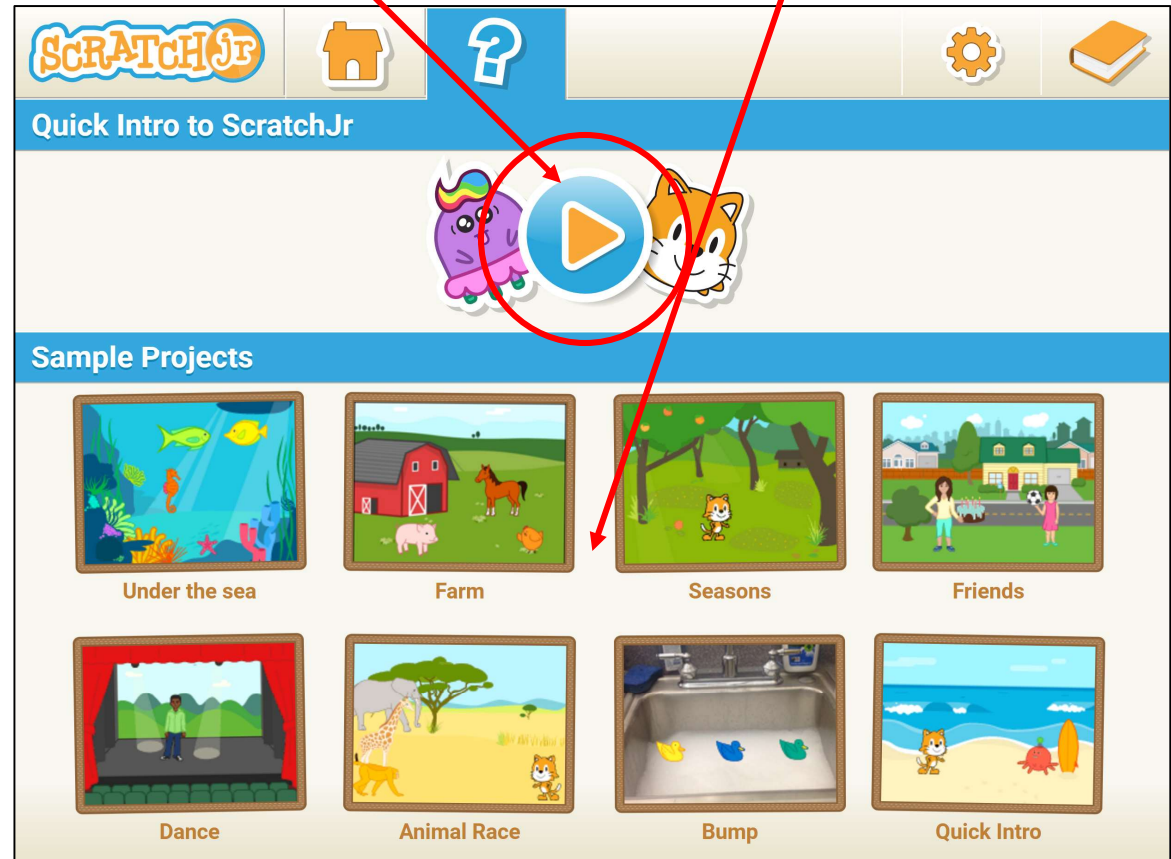 SCRATCHJr
?
Quick Intro to ScratchJr
Sample Projects
Under the sea
Farm
Seasons
Friends
Dance
Animal Race
Bump
Quick Intro